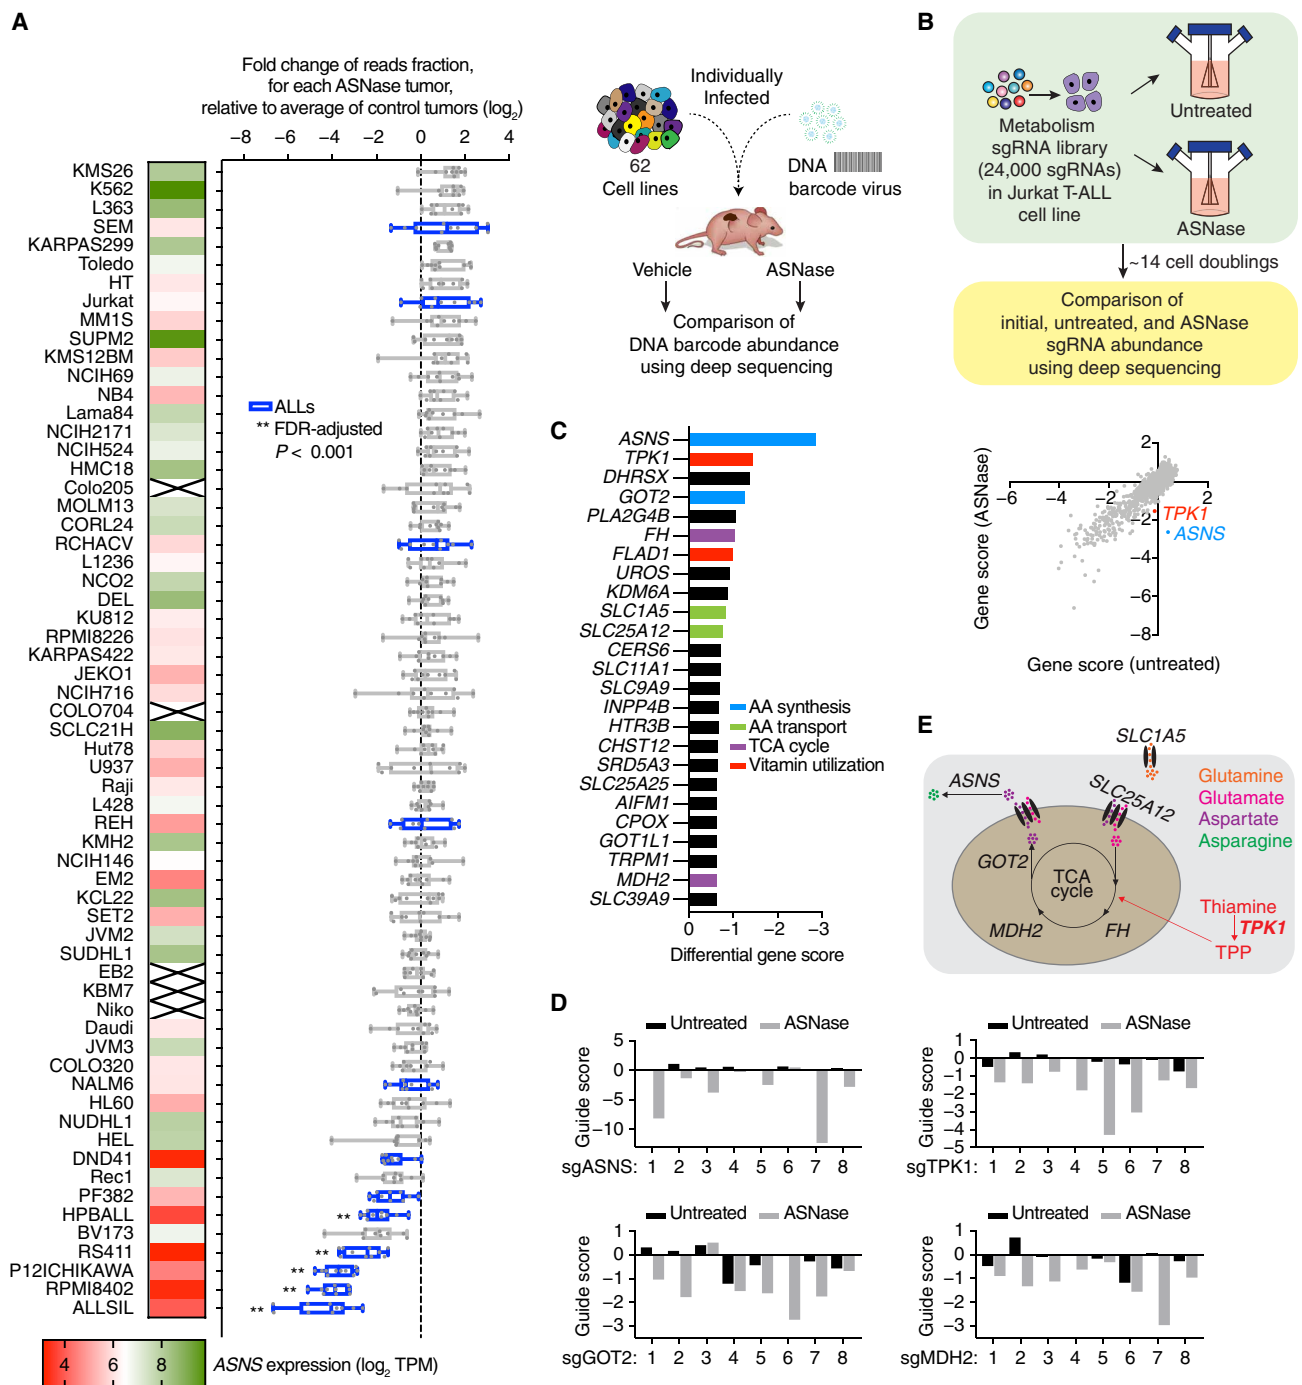 A
Fold change of reads fraction,
for each ASNase tumor,
relative to average of control tumors (log2)
−8 −6 −4 −2 0 2 4
KMS26
K562
L363
SEM
KARPAS299
Toledo
HT
Jurkat
MM1S
SUPM2
KMS12BM
NCIH69
NB4
Lama84
NCIH2171
NCIH524
HMC18
Colo205
MOLM13
CORL24
RCHACV
L1236
NCO2
DEL
KU812
RPMI8226
KARPAS422
JEKO1
NCIH716
COLO704
SCLC21H
Hut78
U937
Raji
L428
REH
KMH2
NCIH146
EM2
KCL22
SET2
JVM2
SUDHL1
EB2
KBM7
Niko
Daudi
JVM3
COLO320
NALM6
HL60
NUDHL1
HEL
DND41
Rec1
PF382
HPBALL
BV173
RS411
P12ICHIKAWA
RPMI8402
ALLSIL
ALLs
** FDR-adjusted
P < 0.001
**
**
**
**
**
4 6 8
ASNS expression (log2 TPM)
Individually
Infected
62
Cell lines
DNA
barcode virus
Vehicle
ASNase
Comparison of
DNA barcode abundance
using deep sequencing
B
Metabolism
sgRNA library
(24,000 sgRNAs)
in Jurkat T-ALL
cell line
Untreated
ASNase
~14 cell doublings
Comparison of
initial, untreated, and ASNase
sgRNA abundance
using deep sequencing
Gene score (ASNase)
2
−6 −4 −2 2
−2
−4
−6
−8
TPK1
ASNS
Gene score (untreated)
C
ASNS
TPK1
DHRSX
GOT2
PLA2G4B
FH
FLAD1
UROS
KDM6A
SLC1A5
SLC25A12
CERS6
SLC11A1
SLC9A9
INPP4B
HTR3B
CHST12
SRD5A3
SLC25A25
AIFM1
CPOX
GOT1L1
TRPM1
MDH2
SLC39A9
AA synthesis
AA transport
TCA cycle
Vitamin utilization
0 −1 −2 −3
Differential gene score
E
SLC1A5
ASNS
SLC25A12
Glutamine
Glutamate
Aspartate
Asparagine
GOT2
TCA
cycle
MDH2
FH
Thiamine
TPK1
TPP
D
Untreated ASNase
Guide score
5
0
−5
−10
sgASNS: 1 2 3 4 5 6 7 8
Untreated ASNase
Guide score
1
0
−1
−2
−3
−4
−5
sgTPK1: 1 2 3 4 5 6 7 8
Untreated ASNase
Guide score
1
0
−1
−2
−3
sgGOT2: 1 2 3 4 5 6 7 8
Untreated ASNase
Guide score
1
0
−1
−2
−3
sgMDH2: 1 2 3 4 5 6 7 8